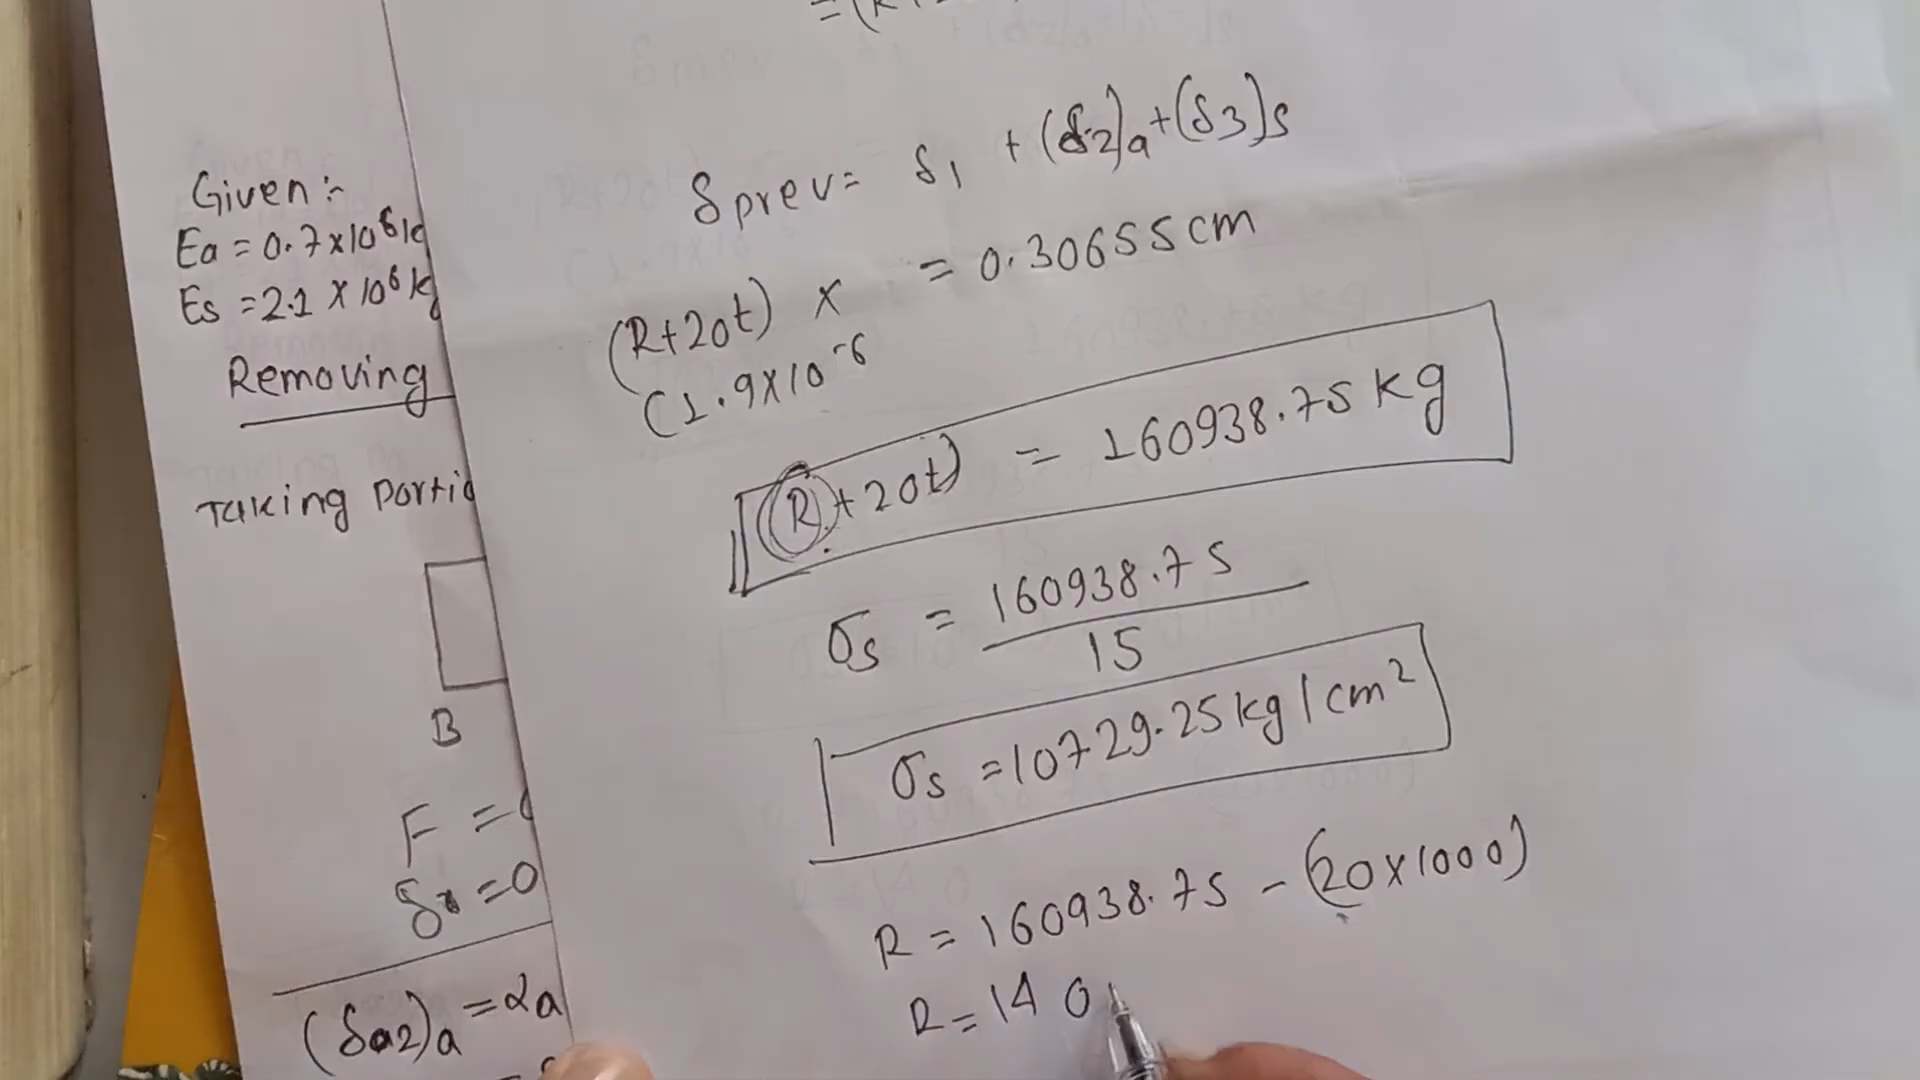 Given :-
Ea = 0.7x10⁶ k
Es = 2.1 X 10⁶ k
Removing
Taking Portio
B
F =
δ =0
(δa2)a = αa
= (R+
δprev = δ1 + (δ2)a + (δ3)s
(R+20t) x = 0.30655 cm
(1.9x10⁻⁶
(R+20t) = 160938.75 kg
σs = 160938.75
15
σs = 10729.25 kg/cm²
R = 160938.75 - (20x1000)
R = 14 0